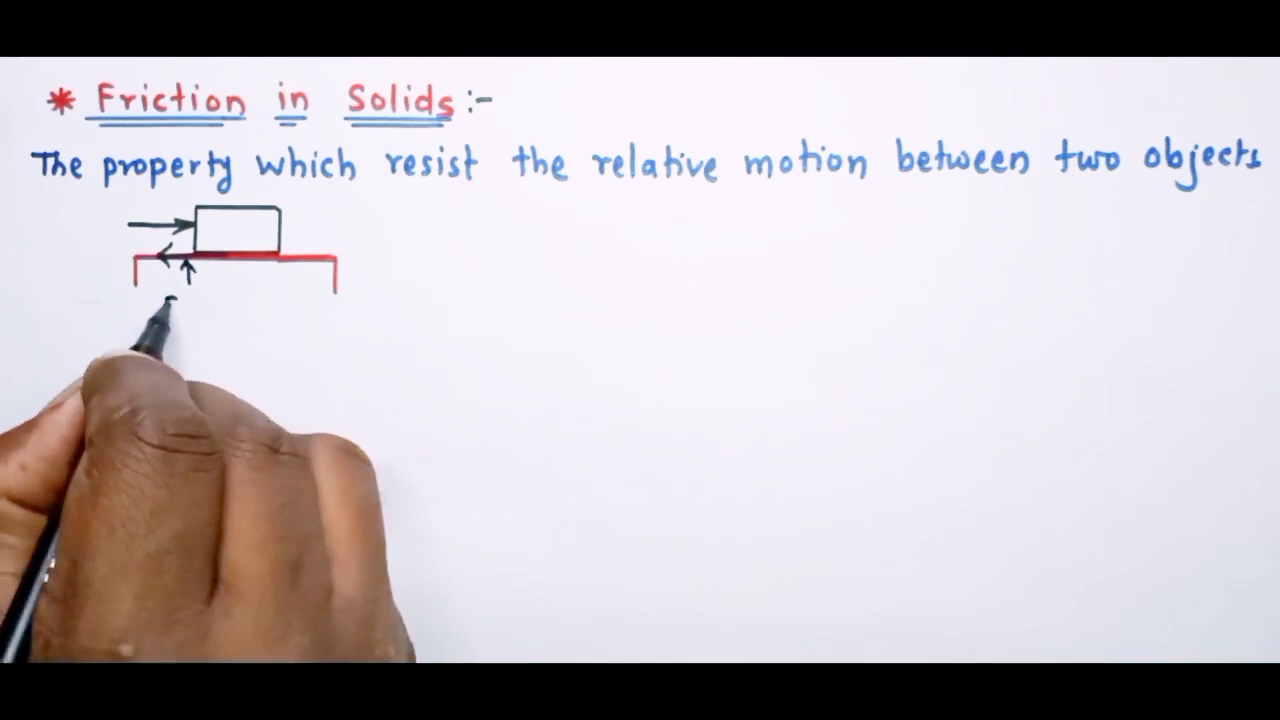 * Friction in Solids :-
The property which resist the relative motion between two objects